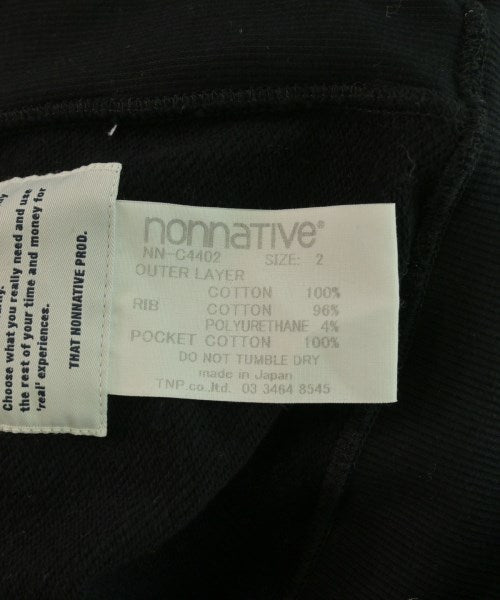 nonnative®
NN-C4402 SIZE: 2
OUTER LAYER
COTTON 100%
RIB COTTON 96%
POLYURETHANE 4%
POCKET COTTON 100%
DO NOT TUMBLE DRY
made in Japan
TNP.co.,ltd. 03 3464 8545
Choose what you really need and use
the rest of your time and money for
'real' experiences.
THAT NONNATIVE PROD.